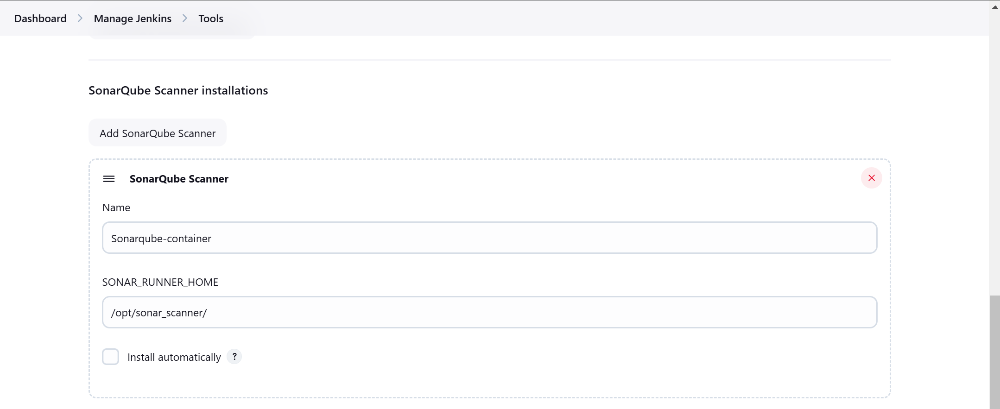 Dashboard > Manage Jenkins > Tools
SonarQube Scanner installations
Add SonarQube Scanner
SonarQube Scanner
Name
Sonarqube-container
SONAR_RUNNER_HOME
/opt/sonar_scanner/
Install automatically ?